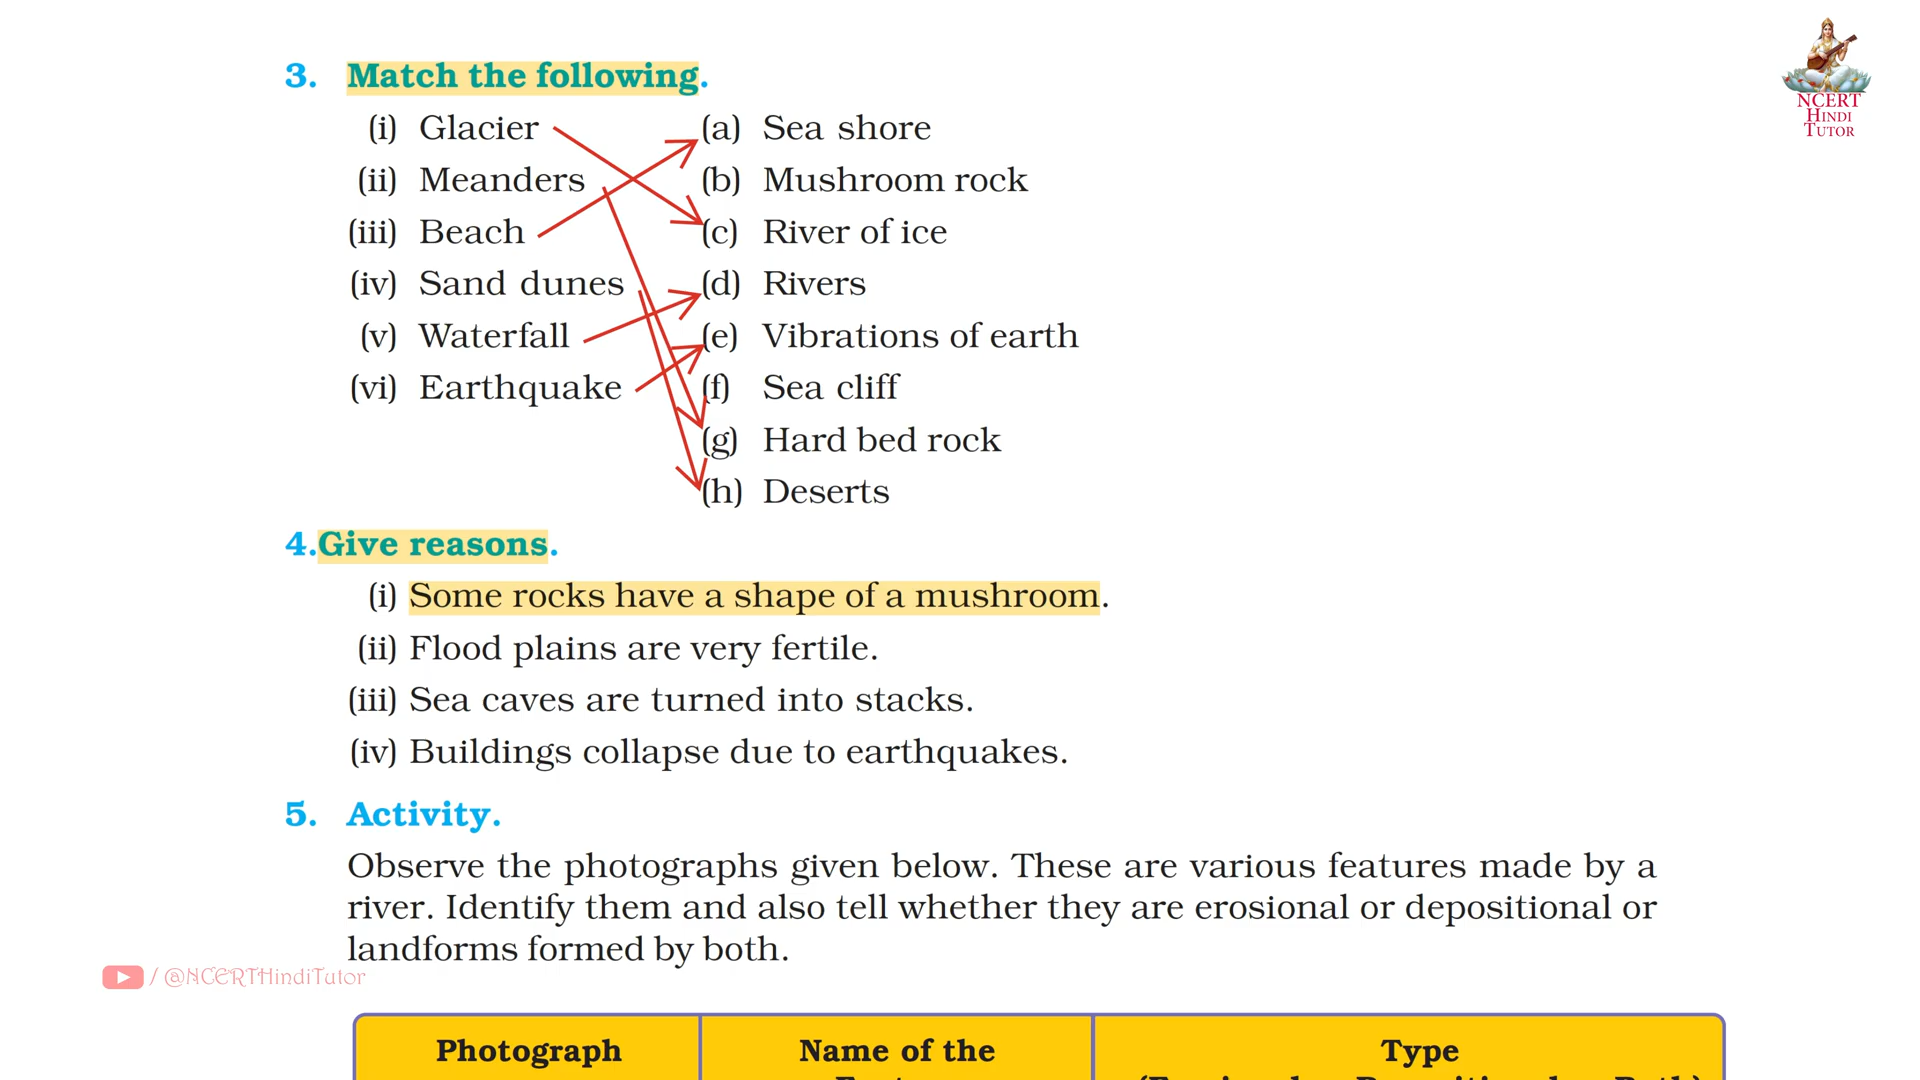 NCERT
HINDI
TUTOR
3. Match the following.
(i) Glacier (a) Sea shore
(ii) Meanders (b) Mushroom rock
(iii) Beach (c) River of ice
(iv) Sand dunes (d) Rivers
(v) Waterfall (e) Vibrations of earth
(vi) Earthquake (f) Sea cliff
(g) Hard bed rock
(h) Deserts
4. Give reasons.
(i) Some rocks have a shape of a mushroom.
(ii) Flood plains are very fertile.
(iii) Sea caves are turned into stacks.
(iv) Buildings collapse due to earthquakes.
5. Activity.
Observe the photographs given below. These are various features made by a
river. Identify them and also tell whether they are erosional or depositional or
landforms formed by both.
/ @NCERTHindiTutor
Photograph Name of the Type